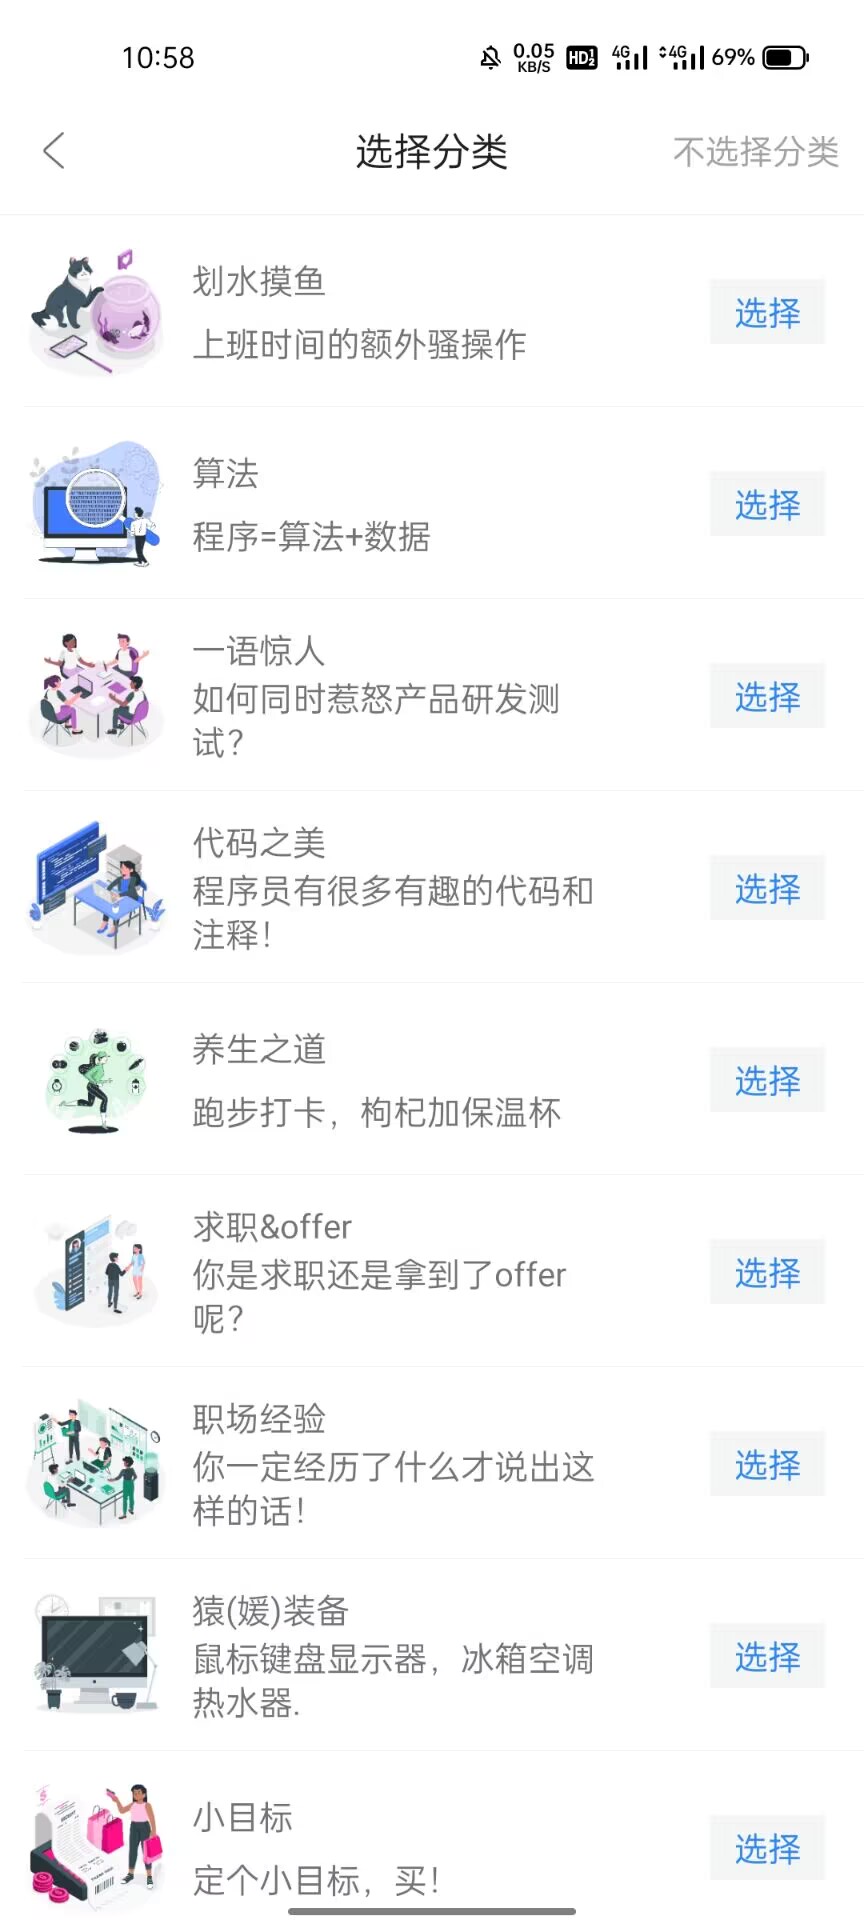 10:58
0.05
KB/S
HD
4G
4G
69%
选择分类
不选择分类
划水摸鱼
上班时间的额外骚操作
选择
算法
程序=算法+数据
选择
一语惊人
如何同时惹怒产品研发测
试？
选择
代码之美
程序员有很多有趣的代码和
注释！
选择
养生之道
跑步打卡，枸杞加保温杯
选择
求职&offer
你是求职还是拿到了offer
呢？
选择
职场经验
你一定经历了什么才说出这
样的话！
选择
猿(媛)装备
鼠标键盘显示器，冰箱空调
热水器.
选择
小目标
定个小目标，买！
选择